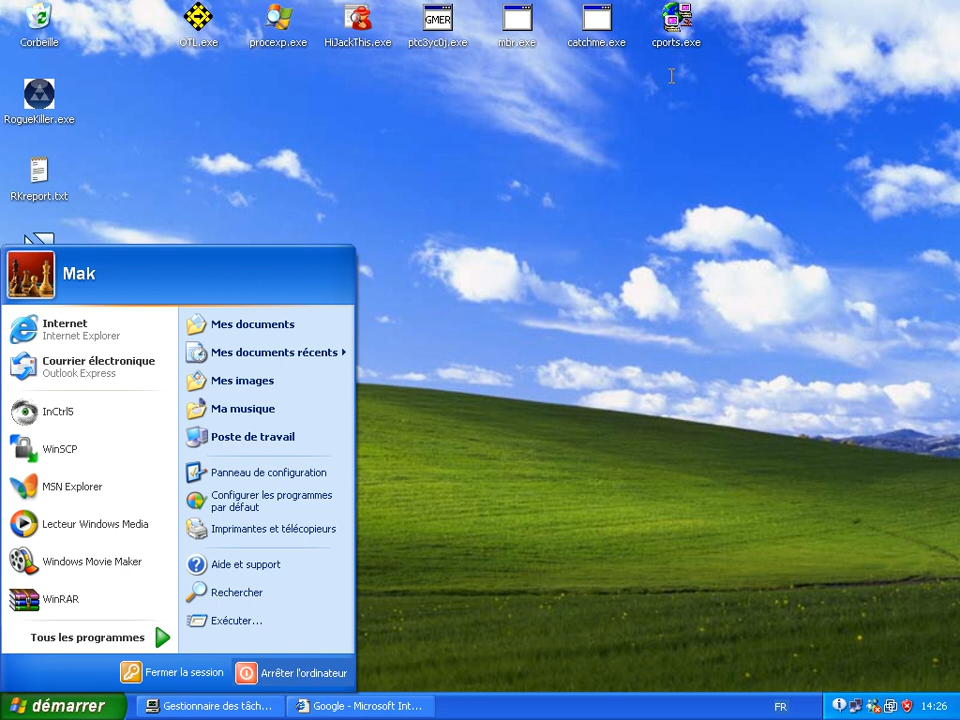 Corbeille
OTL.exe
procexp.exe
HiJackThis.exe
GMER
ptc3yc0j.exe
mbr.exe
catchme.exe
cports.exe
RogueKiller.exe
RKreport.txt
Mak
Internet
Internet Explorer
Courrier électronique
Outlook Express
InCtrl5
WinSCP
MSN Explorer
Lecteur Windows Media
Windows Movie Maker
WinRAR
Tous les programmes
Mes documents
Mes documents récents
Mes images
Ma musique
Poste de travail
Panneau de configuration
Configurer les programmes
par défaut
Imprimantes et télécopieurs
Aide et support
Rechercher
Exécuter...
Fermer la session
Arrêter l'ordinateur
démarrer
Gestionnaire des tâch...
Google - Microsoft Int...
FR
14:26